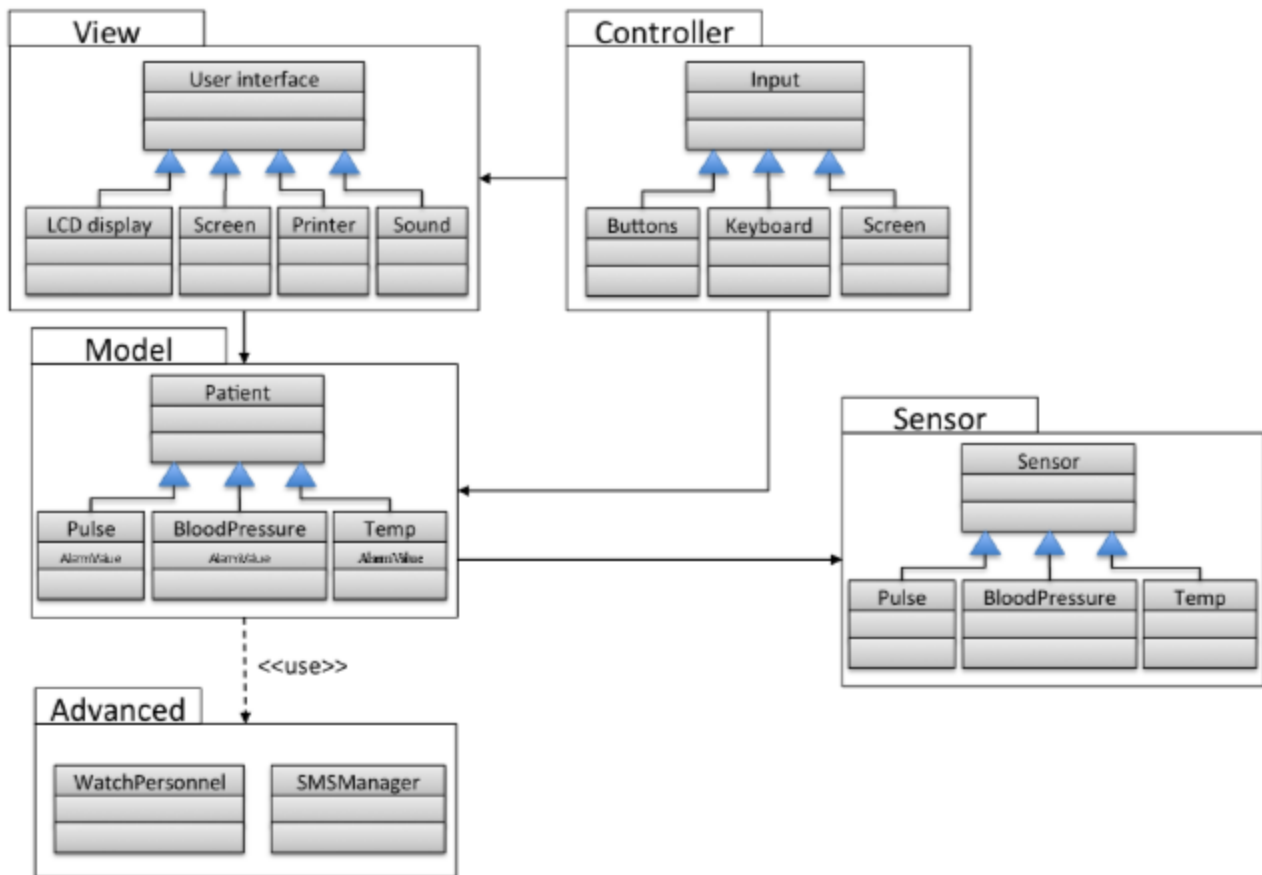 View
User interface
LCD display
Screen
Printer
Sound
Controller
Input
Buttons
Keyboard
Screen
Model
Patient
Pulse
AlarmValue
BloodPressure
AlarmValue
Temp
AlarmValue
Sensor
Sensor
Pulse
BloodPressure
Temp
<<use>>
Advanced
WatchPersonnel
SMSManager